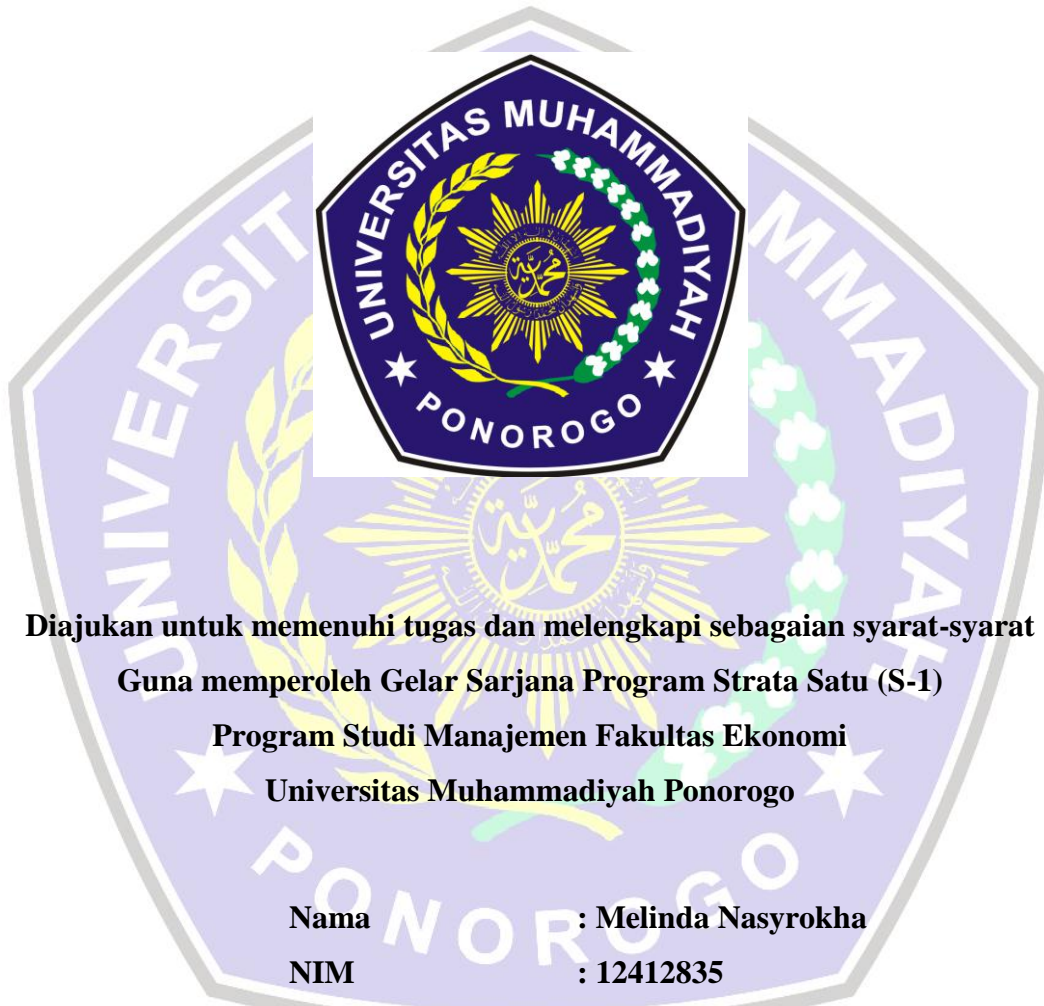 UNIVERSITAS MUHAMMADIYAH
PONOROGO
محمدية
Diajukan untuk memenuhi tugas dan melengkapi sebagaian syarat-syarat
Guna memperoleh Gelar Sarjana Program Strata Satu (S-1)
Program Studi Manajemen Fakultas Ekonomi
Universitas Muhammadiyah Ponorogo
Nama : Melinda Nasyrokha
NIM : 12412835